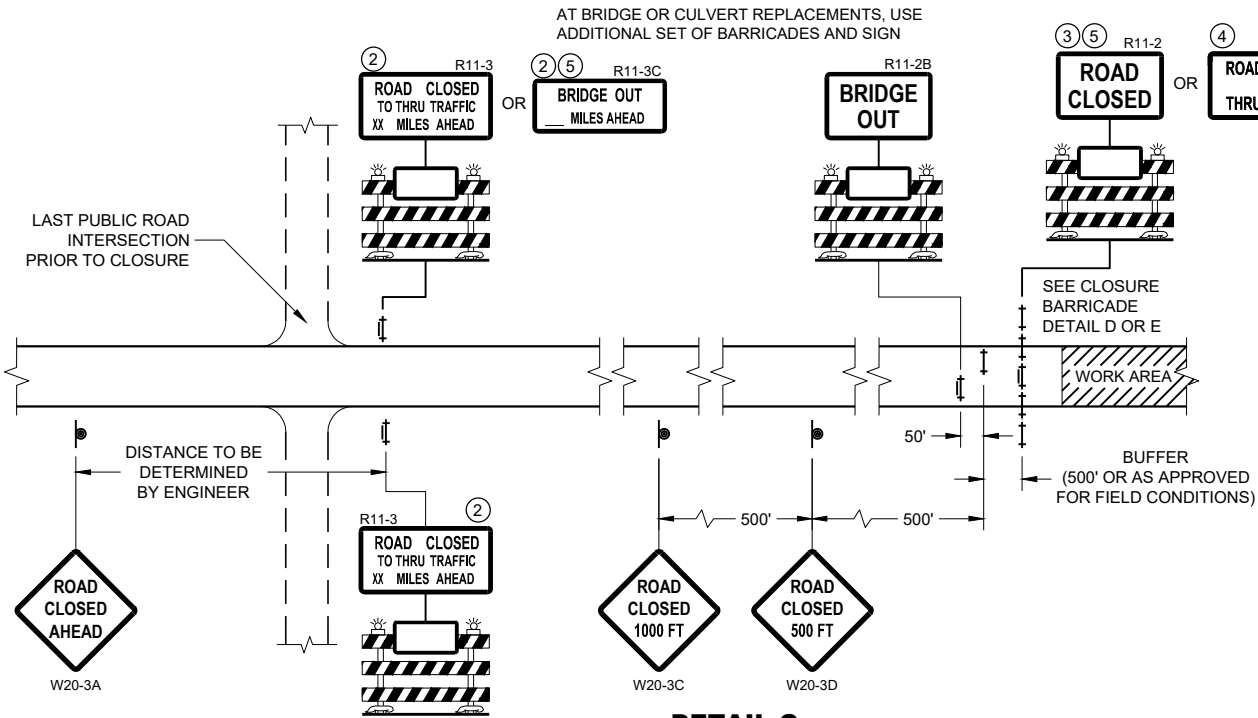 AT BRIDGE OR CULVERT REPLACEMENTS, USE
ADDITIONAL SET OF BARRICADES AND SIGN
2
R11-3
ROAD CLOSED
TO THRU TRAFFIC
XX MILES AHEAD
OR
2 5
R11-3C
BRIDGE OUT
___ MILES AHEAD
R11-2B
BRIDGE
OUT
3 5
R11-2
ROAD
CLOSED
OR
4
LAST PUBLIC ROAD
INTERSECTION
PRIOR TO CLOSURE
SEE CLOSURE
BARRICADE
DETAIL D OR E
WORK AREA
DISTANCE TO BE
DETERMINED
BY ENGINEER
50'
BUFFER
(500' OR AS APPROVED
FOR FIELD CONDITIONS)
500'
500'
R11-3
2
ROAD CLOSED
TO THRU TRAFFIC
XX MILES AHEAD
ROAD
CLOSED
AHEAD
W20-3A
ROAD
CLOSED
1000 FT
W20-3C
ROAD
CLOSED
500 FT
W20-3D